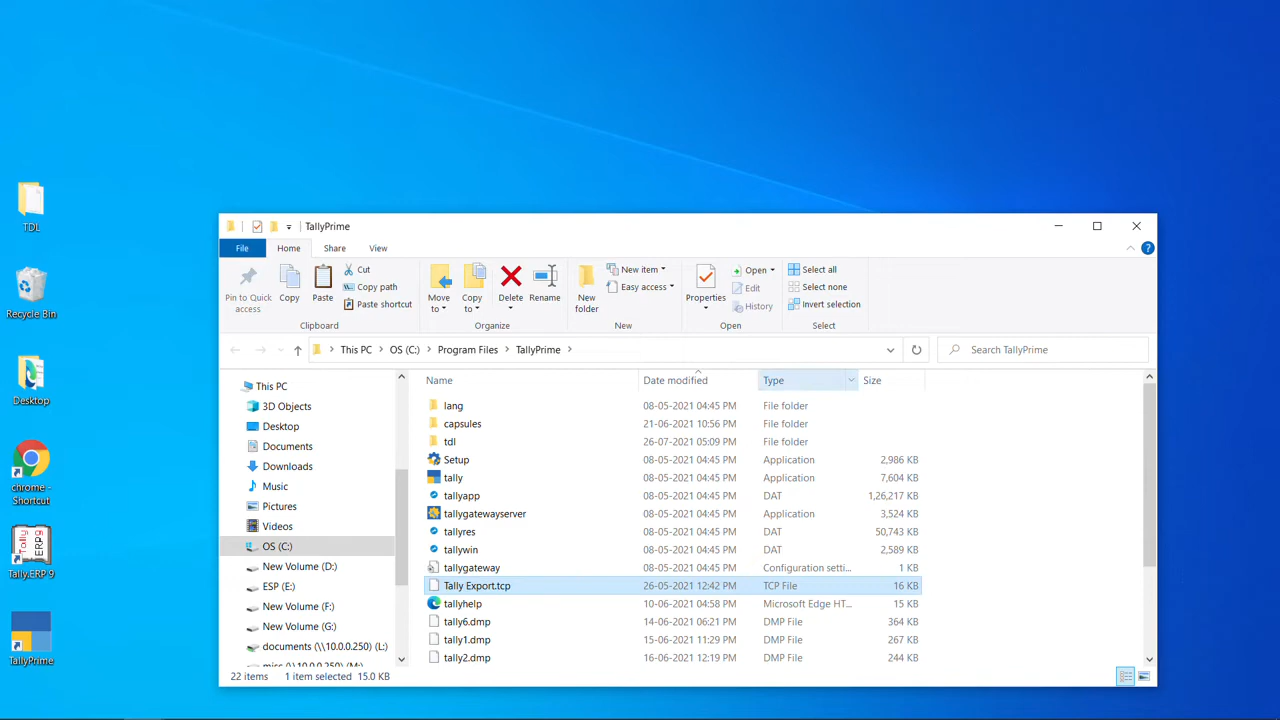 TDL
Recycle Bin
Desktop
chrome -
Shortcut
Tally.ERP 9
TallyPrime
TallyPrime
File Home Share View
Pin to Quick
access
Copy
Paste
Cut
Copy path
Paste shortcut
Clipboard
Move
to
Copy
to
Delete
Rename
Organize
New
folder
New item
Easy access
New
Properties
Open
Edit
History
Open
Select all
Select none
Invert selection
Select
This PC > OS (C:) > Program Files > TallyPrime >
Search TallyPrime
This PC
3D Objects
Desktop
Documents
Downloads
Music
Pictures
Videos
OS (C:)
New Volume (D:)
ESP (E:)
New Volume (F:)
New Volume (G:)
documents (\\10.0.0.250) (L:)
misc (\\10.0.0.250) (M:)
Name Date modified Type Size
lang 08-05-2021 04:45 PM File folder
capsules 21-06-2021 10:56 PM File folder
tdl 26-07-2021 05:09 PM File folder
Setup 08-05-2021 04:45 PM Application 2,986 KB
tally 08-05-2021 04:45 PM Application 7,604 KB
tallyapp 08-05-2021 04:45 PM DAT 1,26,217 KB
tallygatewayserver 08-05-2021 04:45 PM Application 3,524 KB
tallyres 08-05-2021 04:45 PM DAT 50,743 KB
tallywin 08-05-2021 04:45 PM DAT 2,589 KB
tallygateway 08-05-2021 04:45 PM Configuration setti... 1 KB
Tally Export.tcp 26-05-2021 12:42 PM TCP File 16 KB
tallyhelp 10-06-2021 04:58 PM Microsoft Edge HT... 15 KB
tally6.dmp 14-06-2021 06:21 PM DMP File 364 KB
tally1.dmp 15-06-2021 11:29 PM DMP File 267 KB
tally2.dmp 16-06-2021 12:19 PM DMP File 244 KB
22 items 1 item selected 15.0 KB